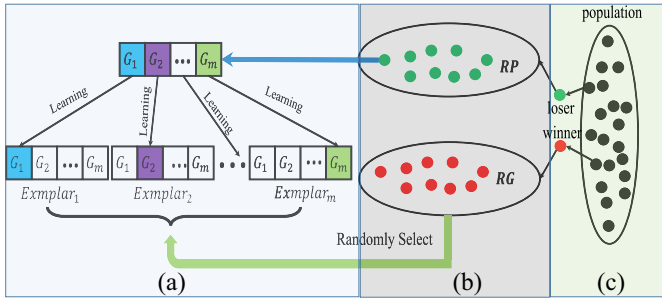 population
G1 G2 ··· Gm
RP
Learning Learning Learning Learning
loser
winner
G1 G2 ··· Gm G1 G2 ··· Gm ··· G1 G2 ··· Gm
RG
Exmplar1 Exmplar2 Exmplarm
Randomly Select
(a) (b) (c)